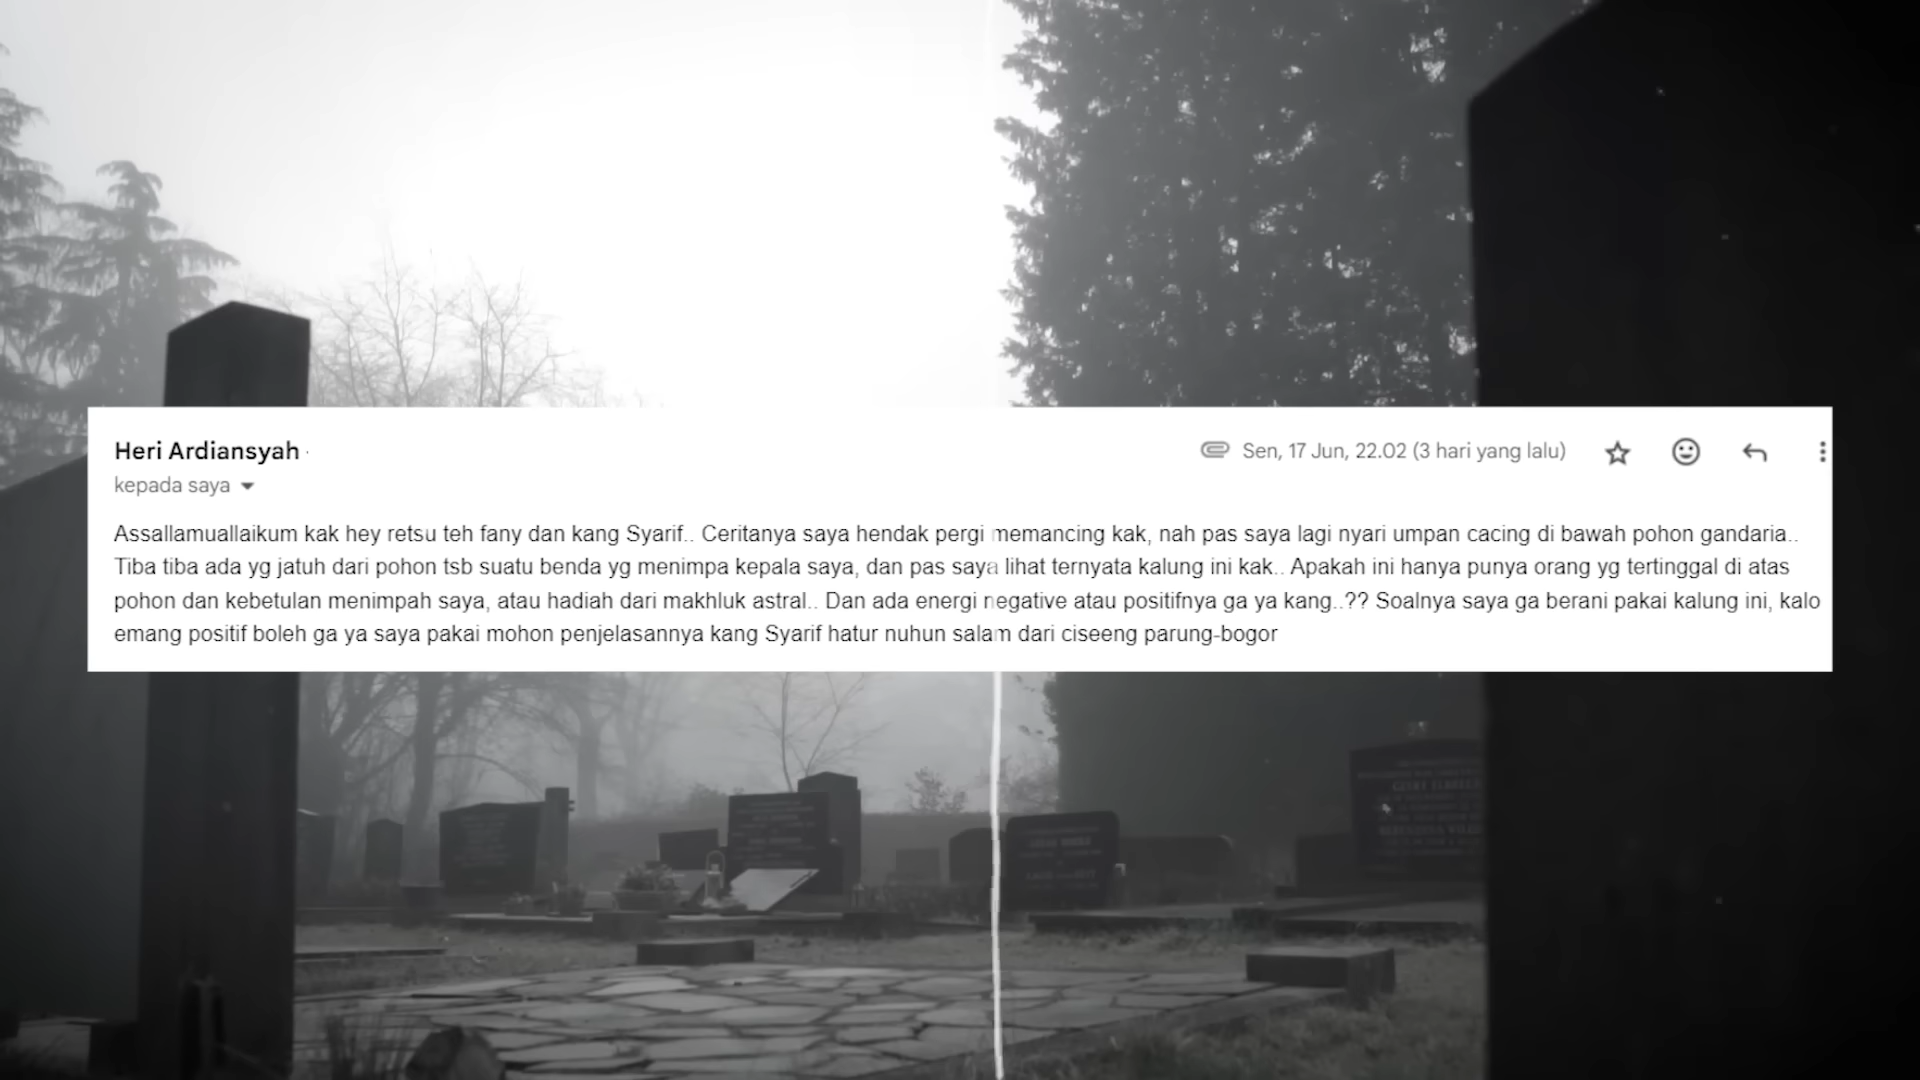 Heri Ardiansyah
Sen, 17 Jun, 22.02 (3 hari yang lalu)
kepada saya
Assallamuallaikum kak hey retsu teh fany dan kang Syarif.. Ceritanya saya hendak pergi memancing kak, nah pas saya lagi nyari umpan cacing di bawah pohon gandaria..
Tiba tiba ada yg jatuh dari pohon tsb suatu benda yg menimpa kepala saya, dan pas saya lihat ternyata kalung ini kak.. Apakah ini hanya punya orang yg tertinggal di atas
pohon dan kebetulan menimpah saya, atau hadiah dari makhluk astral.. Dan ada energi negative atau positifnya ga ya kang..?? Soalnya saya ga berani pakai kalung ini, kalo
emang positif boleh ga ya saya pakai mohon penjelasannya kang Syarif hatur nuhun salam dari ciseeng parung-bogor